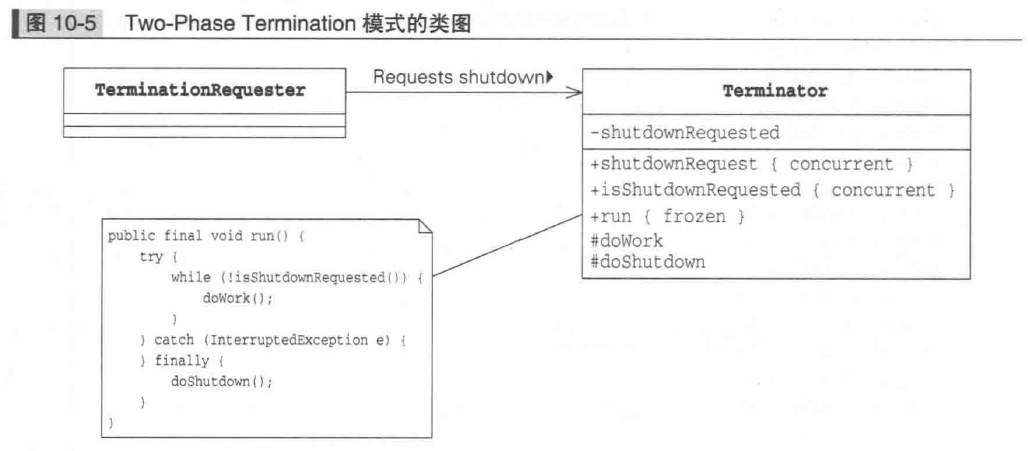 图 10-5 Two-Phase Termination 模式的类图
TerminationRequester
Requests shutdown▶
Terminator
-shutdownRequested
+shutdownRequest { concurrent }
+isShutdownRequested { concurrent }
+run { frozen }
#doWork
#doShutdown
public final void run() {
try {
while (!isShutdownRequested()) {
doWork();
}
} catch (InterruptedException e) {
} finally {
doShutdown();
}
}